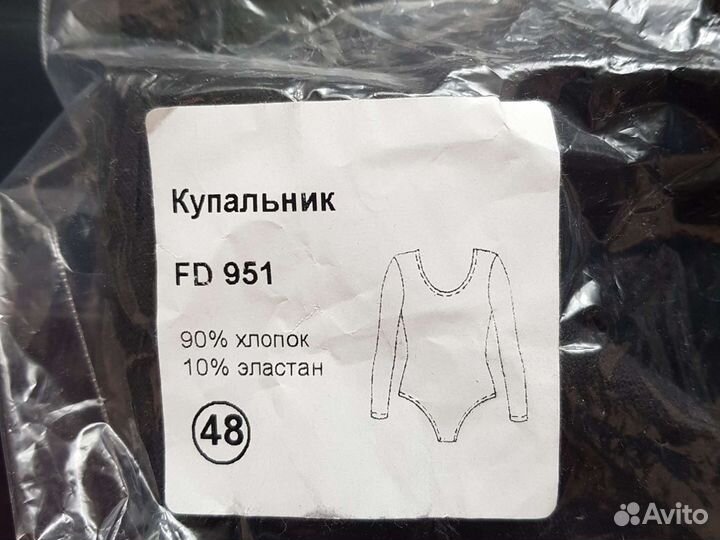 Купальник
FD 951
90% хлопок
10% эластан
48
Avito